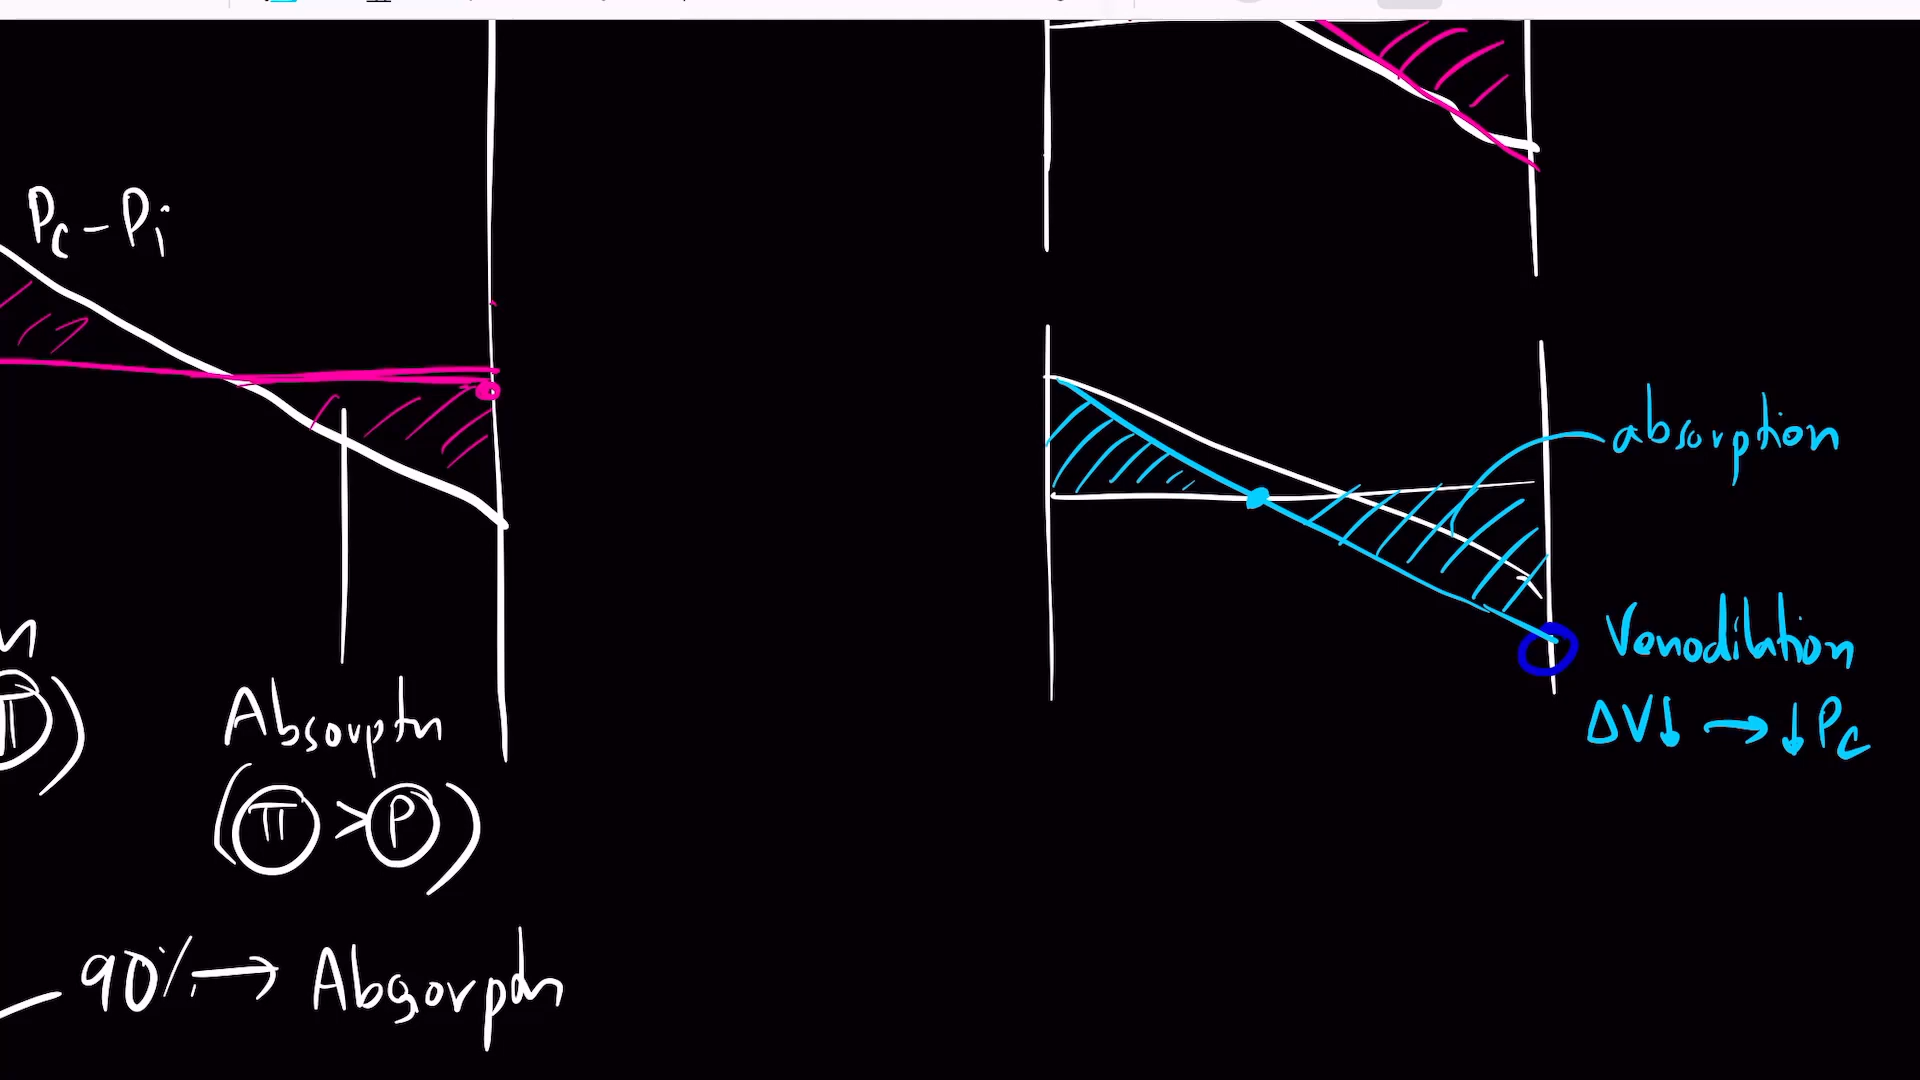 Pc - Pi
absorption
Venodilation
ΔV↓ → ↓ Pc
Absorptn
(π > P)
90% → Absorptn